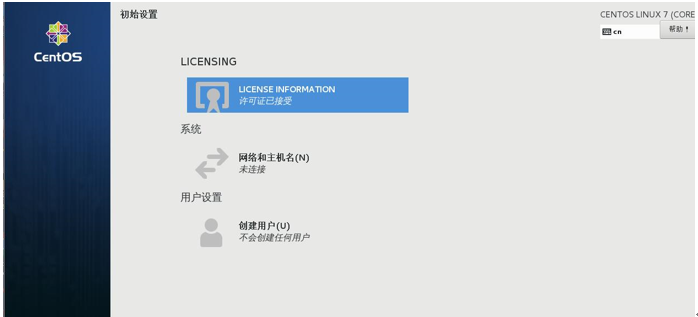 初始设置
CENTOS LINUX 7 (CORE
CentOS
cn
帮助！
LICENSING
LICENSE INFORMATION
许可证已接受
系统
网络和主机名(N)
未连接
用户设置
创建用户(U)
不会创建任何用户